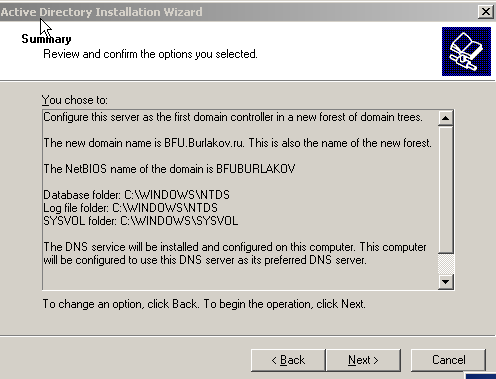 Active Directory Installation Wizard
Summary
Review and confirm the options you selected.
You chose to:
Configure this server as the first domain controller in a new forest of domain trees.
The new domain name is BFU.Burlakov.ru. This is also the name of the new forest.
The NetBIOS name of the domain is BFUBURLAKOV
Database folder: C:\WINDOWS\NTDS
Log file folder: C:\WINDOWS\NTDS
SYSVOL folder: C:\WINDOWS\SYSVOL
The DNS service will be installed and configured on this computer. This computer
will be configured to use this DNS server as its preferred DNS server.
To change an option, click Back. To begin the operation, click Next.
< Back
Next >
Cancel